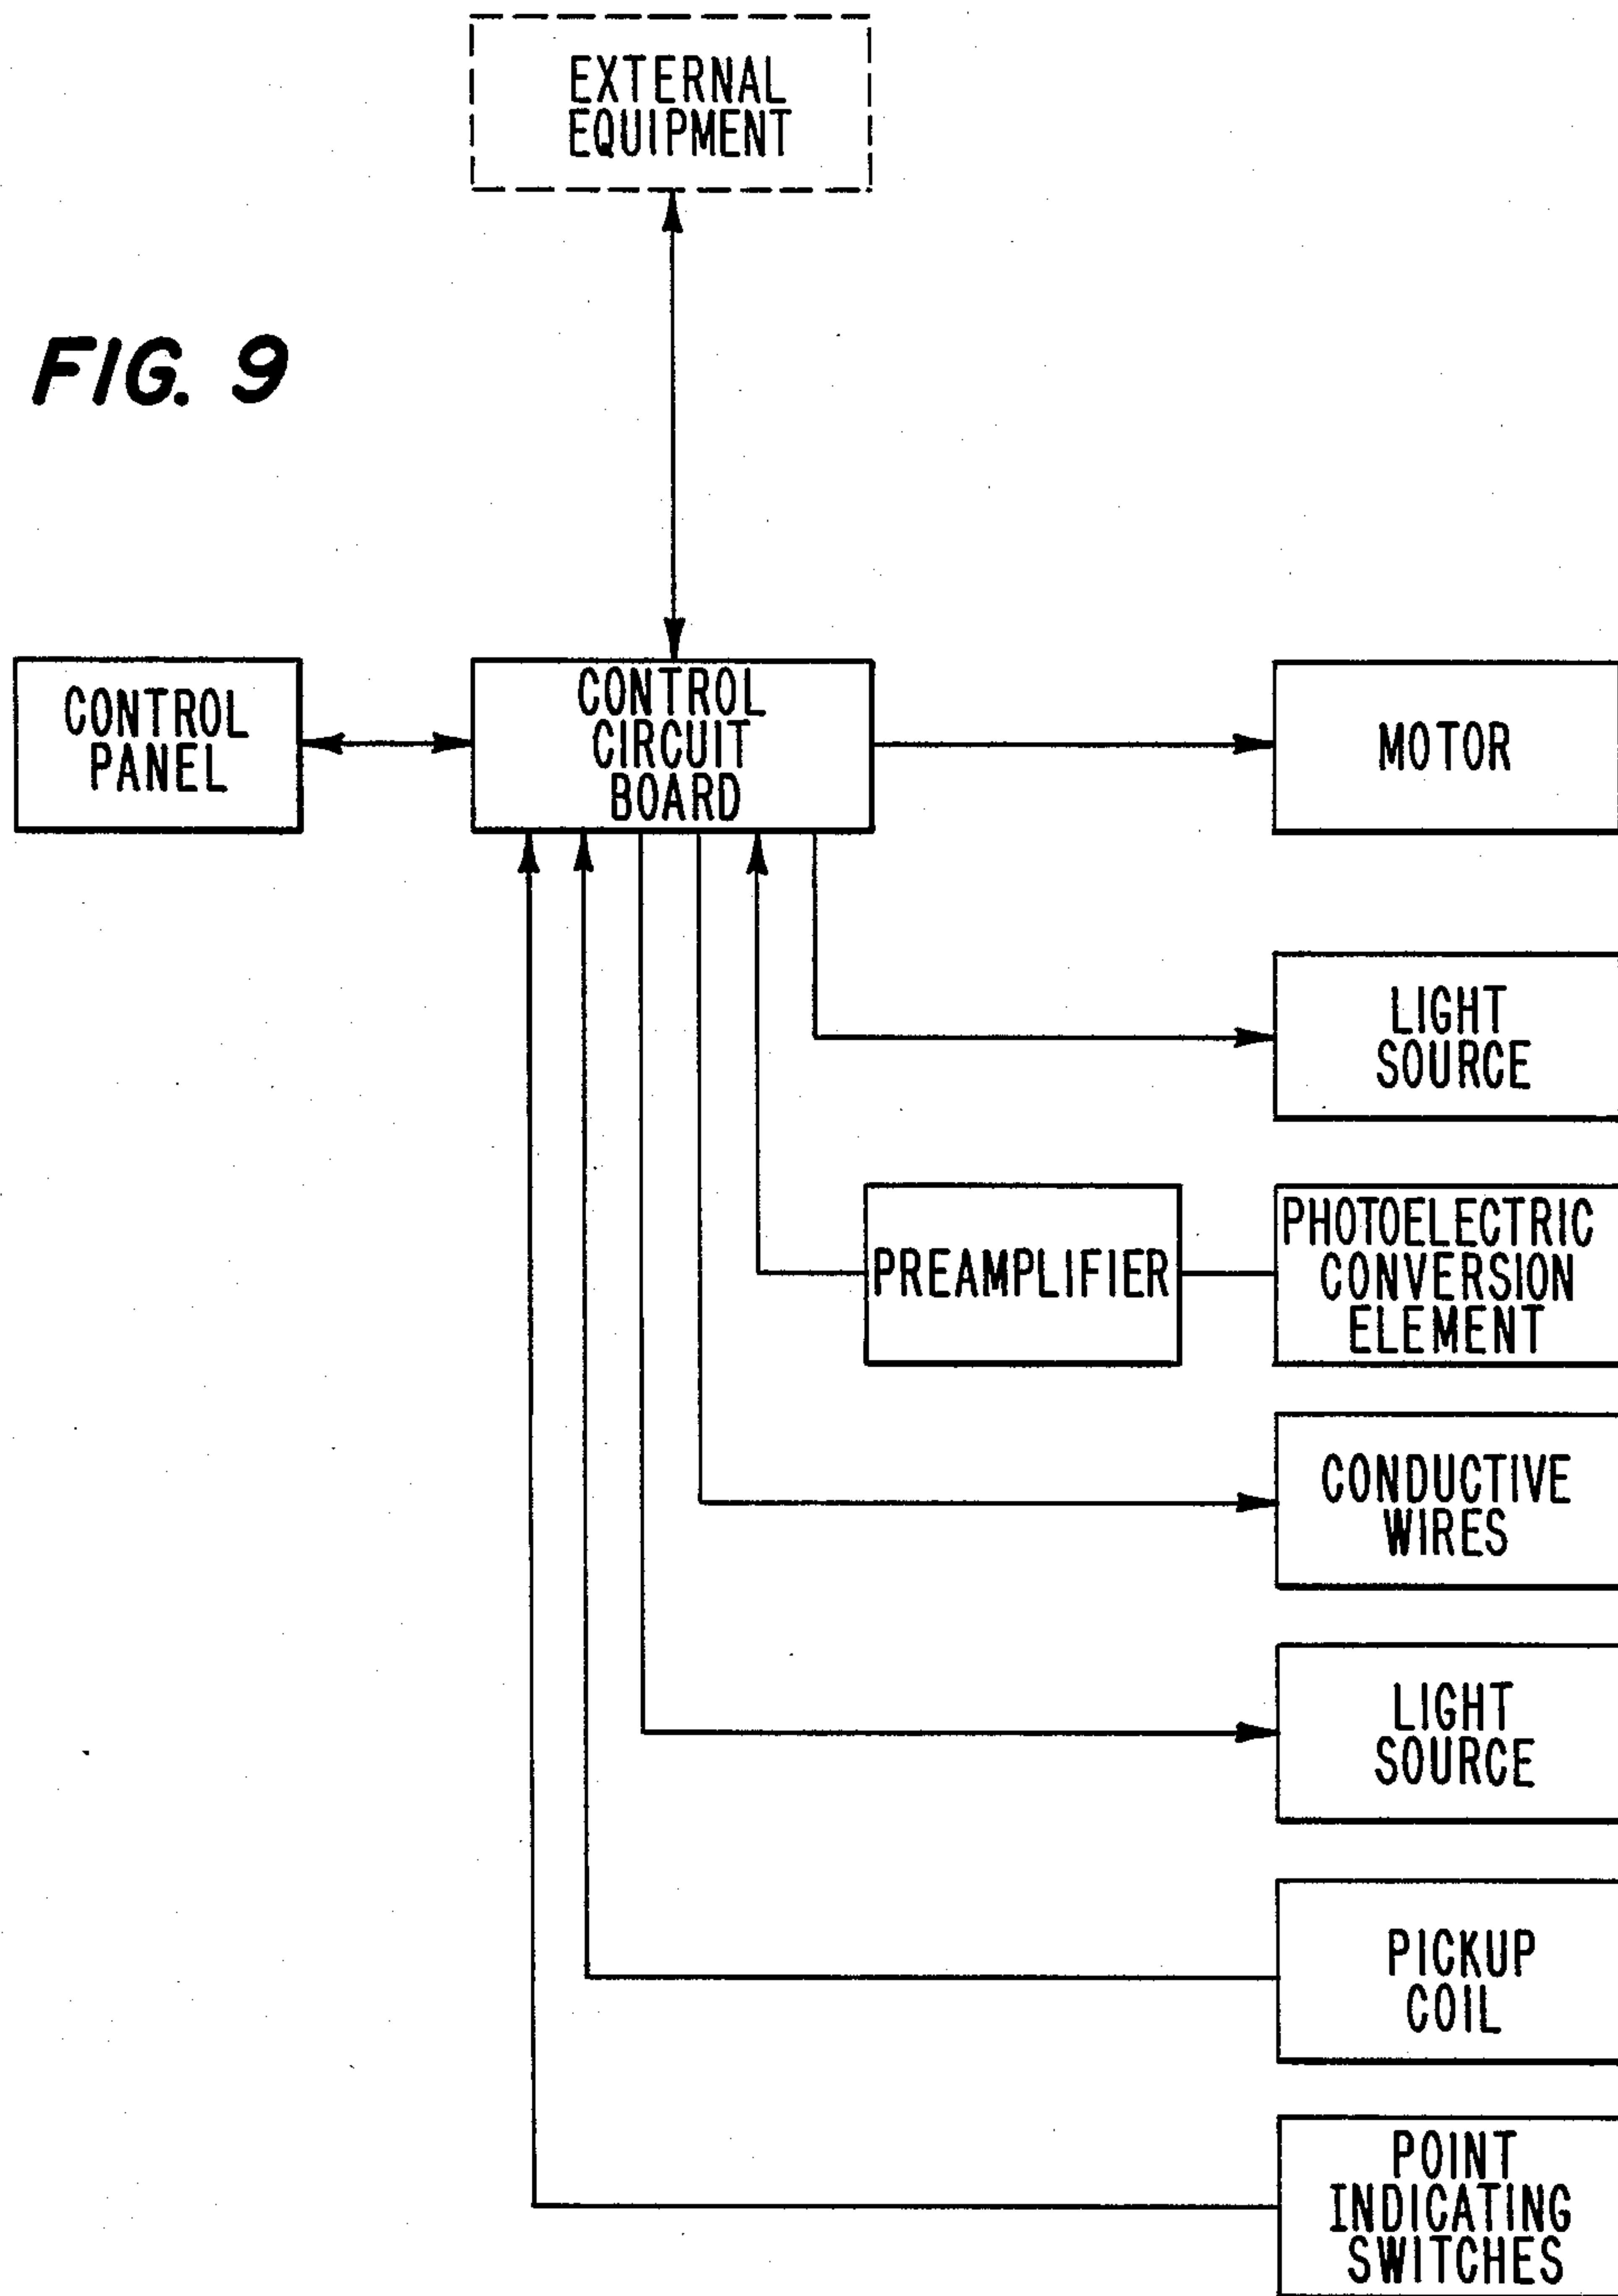 EXTERNAL
EQUIPMENT
FIG. 9
CONTROL
PANEL
CONTROL
CIRCUIT
BOARD
MOTOR
LIGHT
SOURCE
PREAMPLIFIER
PHOTOELECTRIC
CONVERSION
ELEMENT
CONDUCTIVE
WIRES
LIGHT
SOURCE
PICKUP
COIL
POINT
INDICATING
SWITCHES